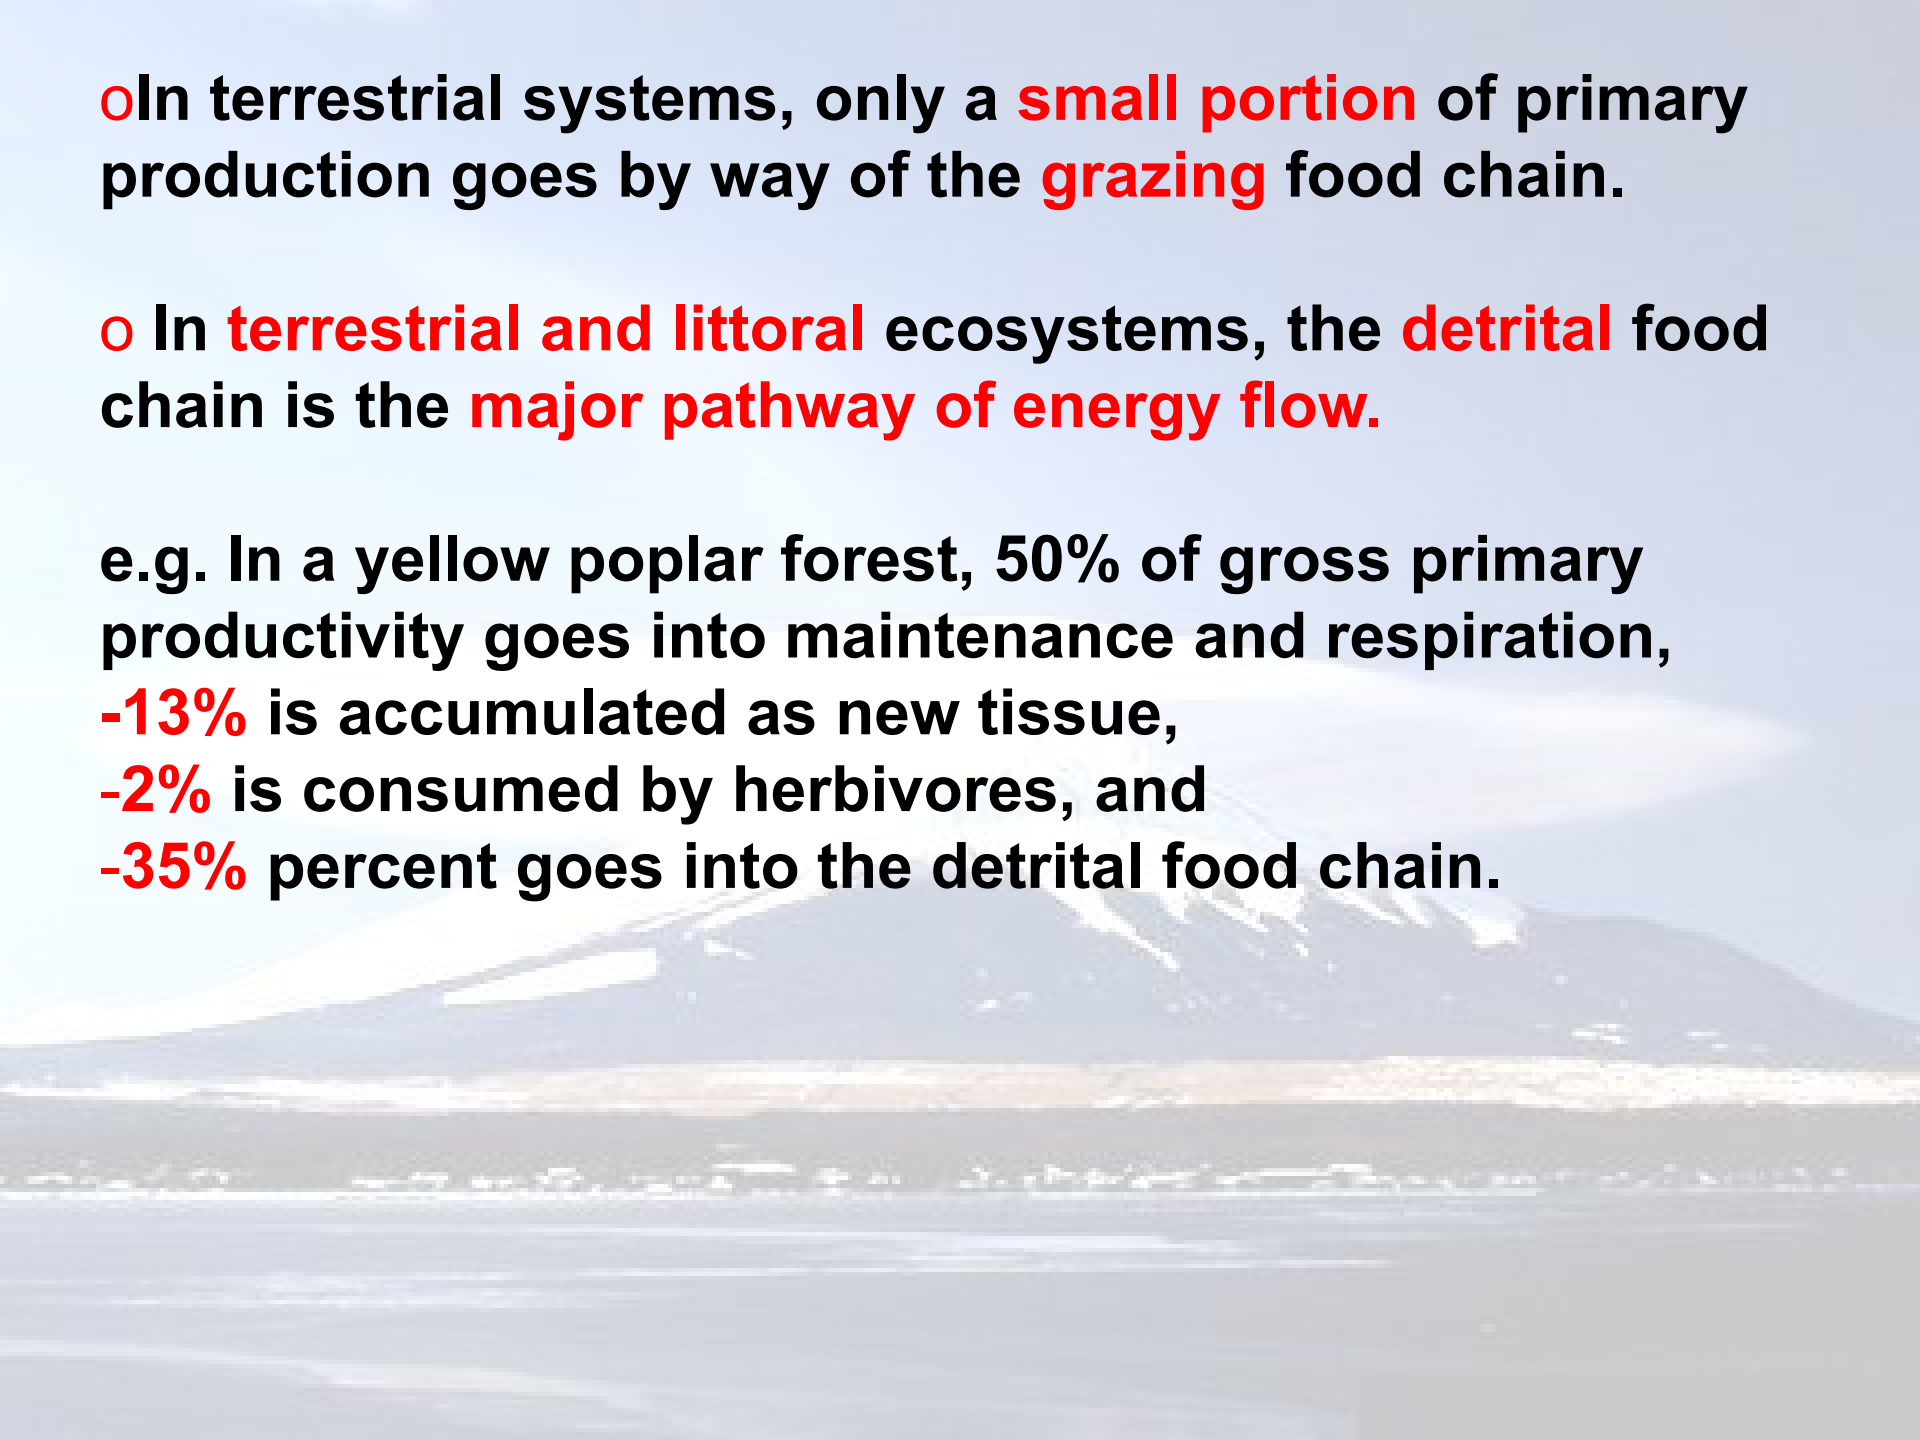 oIn terrestrial systems, only a small portion of primary
production goes by way of the grazing food chain.
o In terrestrial and littoral ecosystems, the detrital food
chain is the major pathway of energy flow.
e.g. In a yellow poplar forest, 50% of gross primary
productivity goes into maintenance and respiration,
-13% is accumulated as new tissue,
-2% is consumed by herbivores, and
-35% percent goes into the detrital food chain.